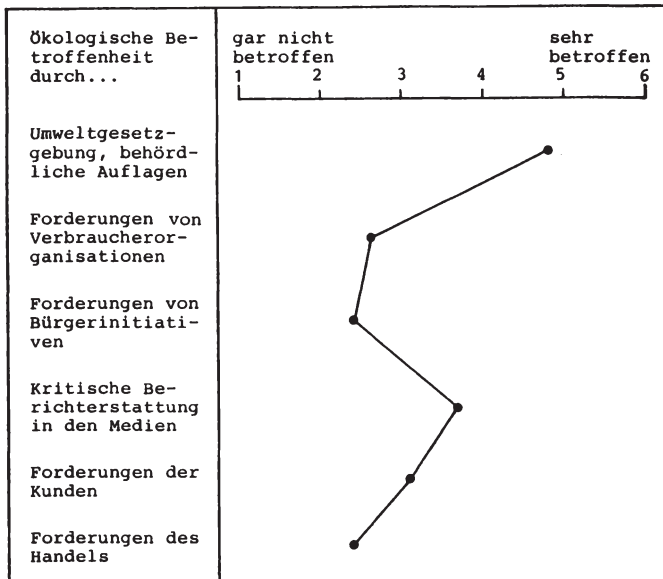 Ökologische Be-
troffenheit
durch...
gar nicht
betroffen
sehr
betroffen
1 2 3 4 5 6
Umweltgesetz-
gebung, behörd-
liche Auflagen
Forderungen von
Verbraucheror-
ganisationen
Forderungen von
Bürgerinitiati-
ven
Kritische Be-
richterstattung
in den Medien
Forderungen der
Kunden
Forderungen des
Handels